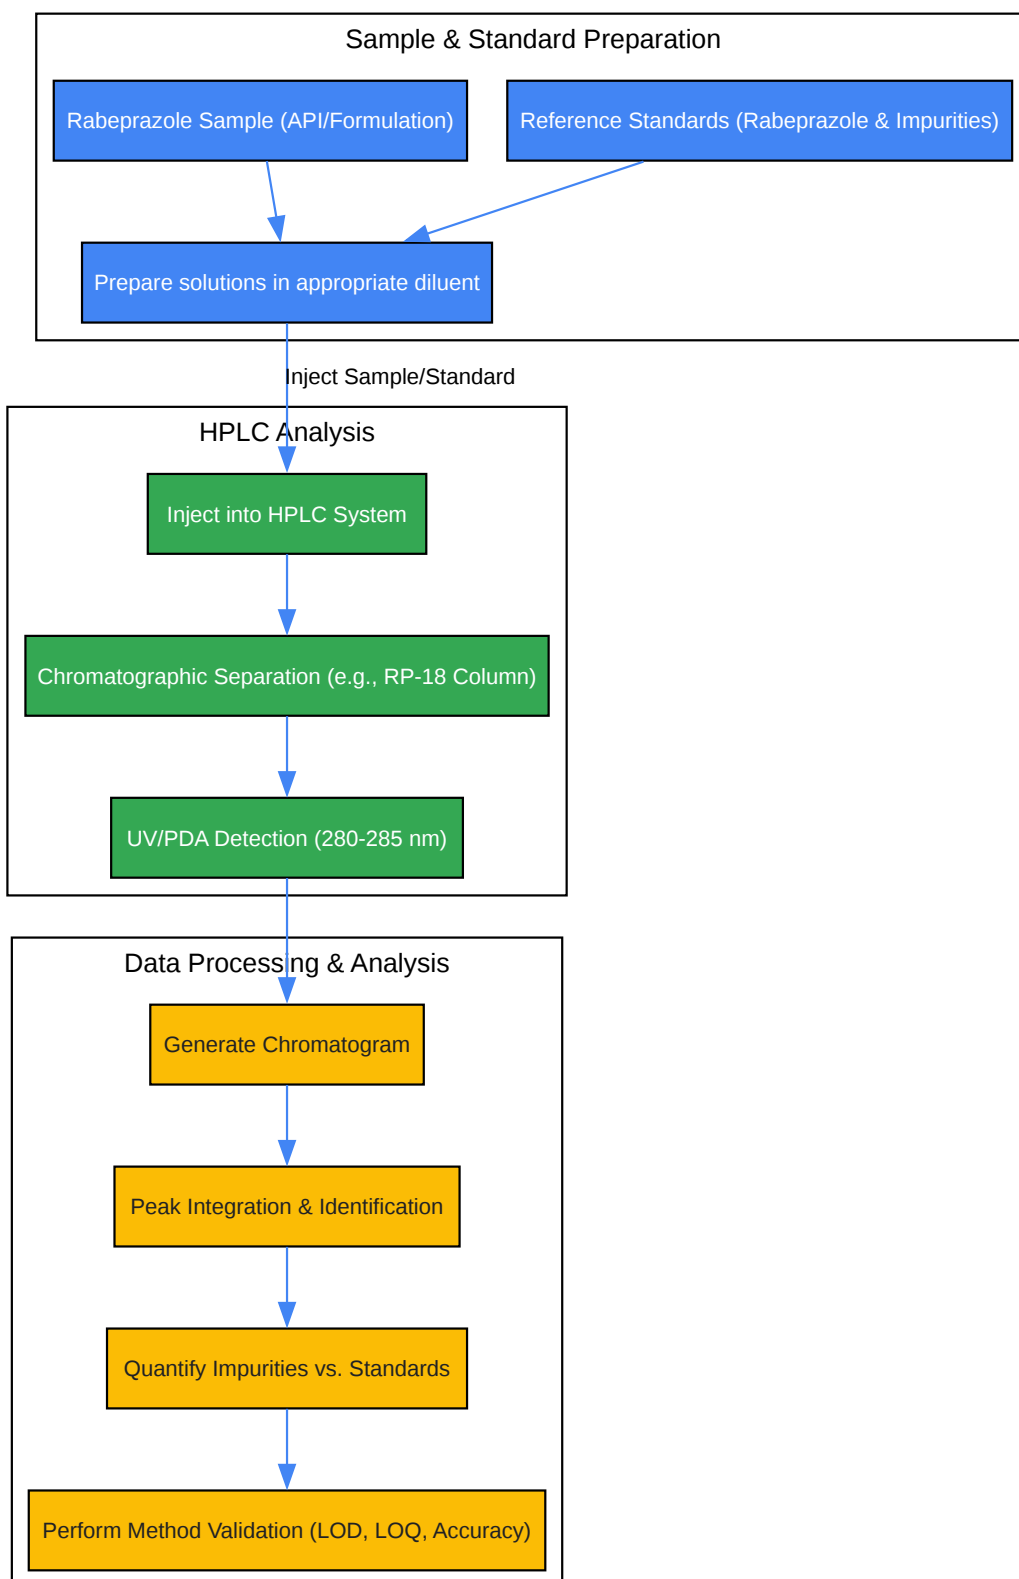 Sample & Standard Preparation
Rabeprazole Sample (API/Formulation)
Reference Standards (Rabeprazole & Impurities)
Prepare solutions in appropriate diluent
Inject Sample/Standard
HPLC Analysis
Inject into HPLC System
Chromatographic Separation (e.g., RP-18 Column)
UV/PDA Detection (280-285 nm)
Data Processing & Analysis
Generate Chromatogram
Peak Integration & Identification
Quantify Impurities vs. Standards
Perform Method Validation (LOD, LOQ, Accuracy)